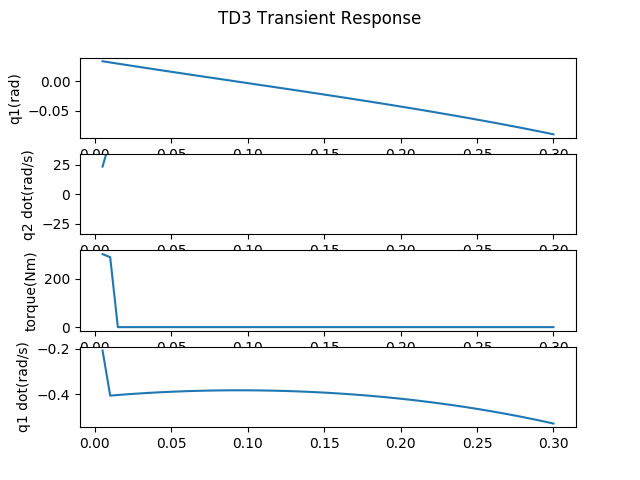 TD3 Transient Response
q1(rad)
0.00
−0.05
0.00 0.05 0.10 0.15 0.20 0.25 0.30
q2 dot(rad/s)
25
0
−25
0.00 0.05 0.10 0.15 0.20 0.25 0.30
torque(Nm)
200
0
0.00 0.05 0.10 0.15 0.20 0.25 0.30
q1 dot(rad/s)
−0.2
−0.4
0.00 0.05 0.10 0.15 0.20 0.25 0.30